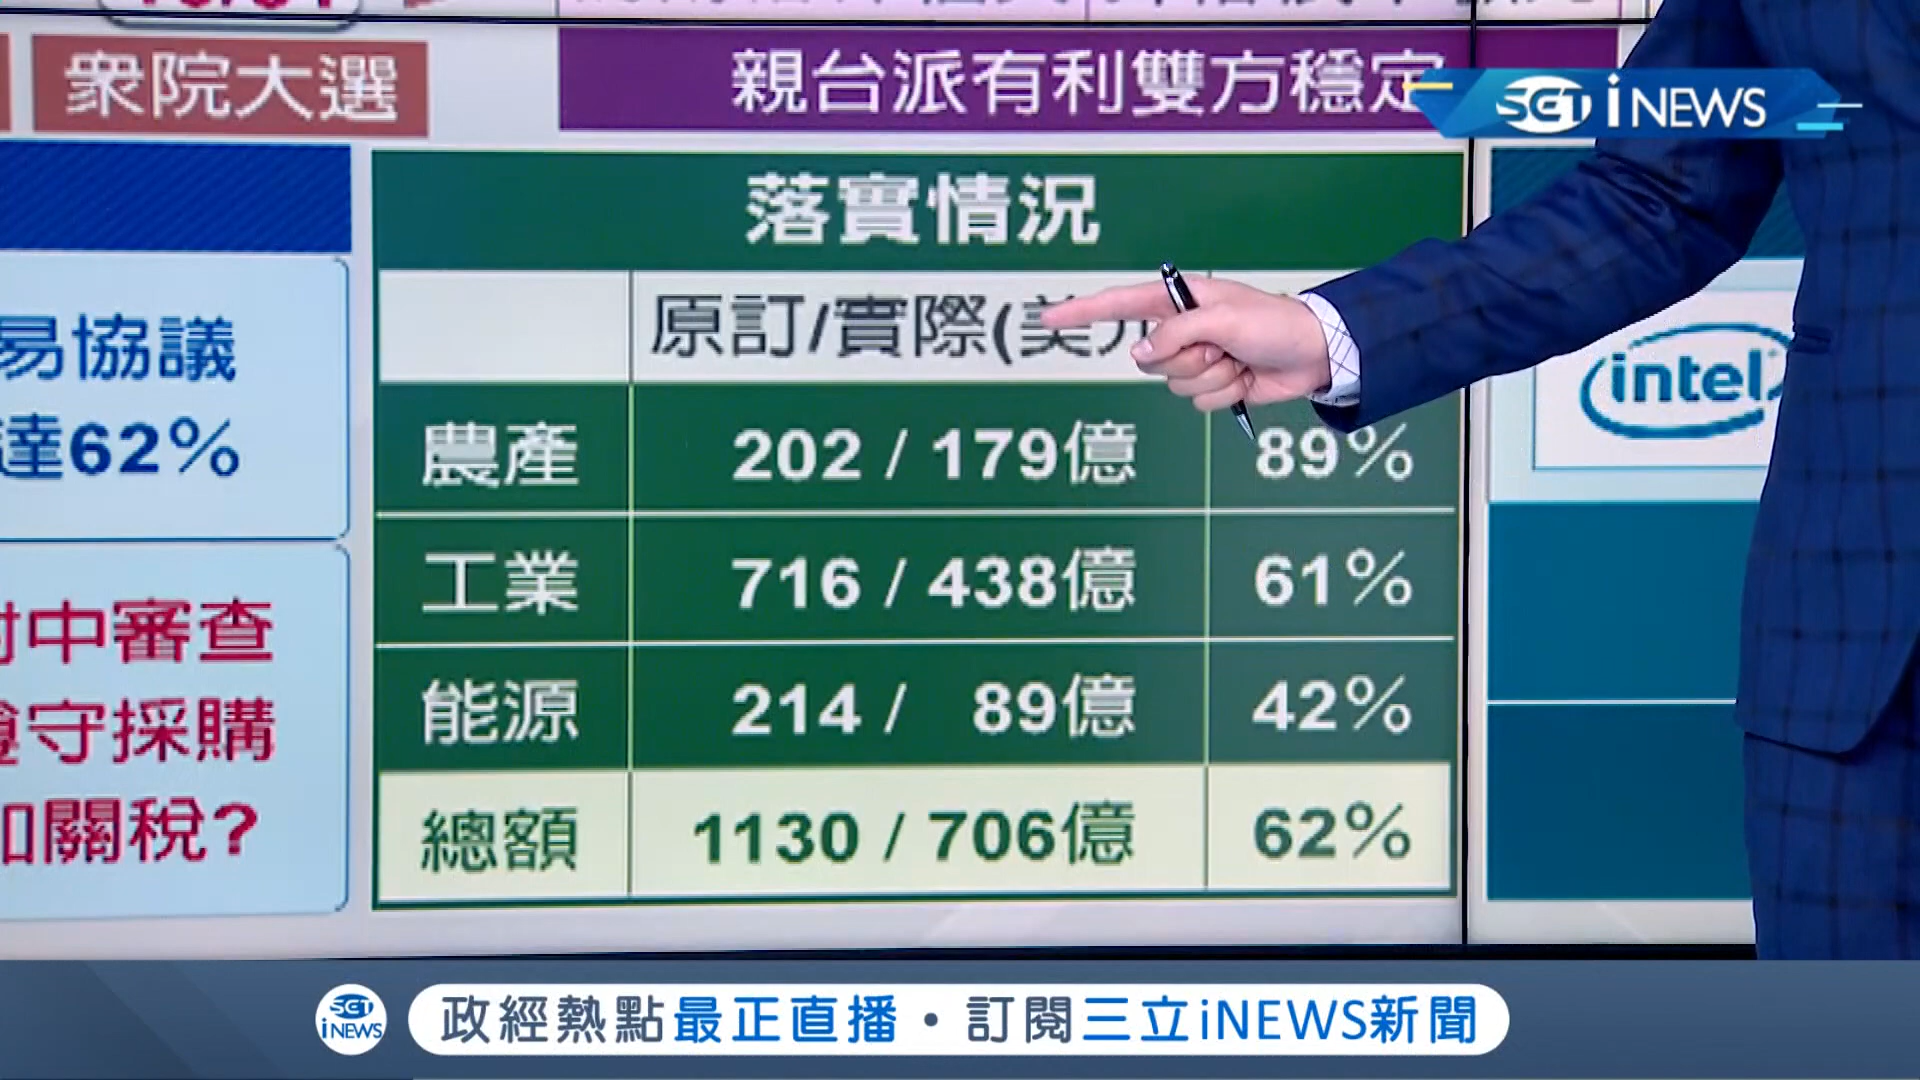 衆院大選
親台派有利雙方穩定
SET iNEWS
落實情況
原訂/實際(美元
易協議
達62%
農產 202 / 179億 89%
工業 716 / 438億 61%
能源 214 / 89億 42%
總額 1130 / 706億 62%
中審查
守採購
關稅?
intel
SET iNEWS
政經熱點最正直播・訂閱三立iNEWS新聞